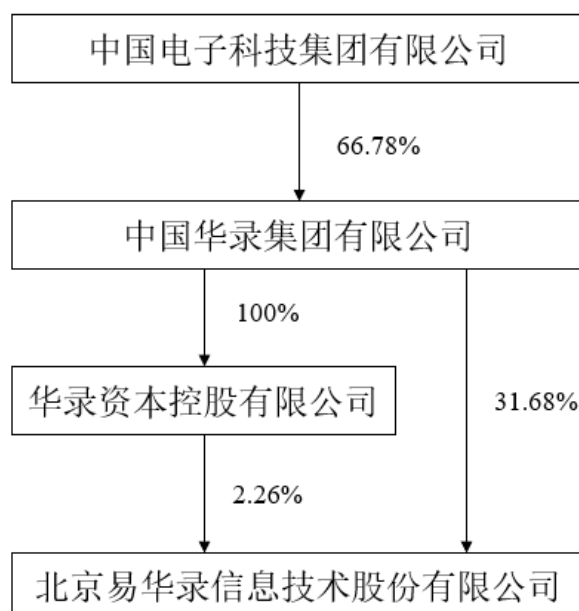 中国电子科技集团有限公司
66.78%
中国华录集团有限公司
100%
华录资本控股有限公司
31.68%
2.26%
北京易华录信息技术股份有限公司